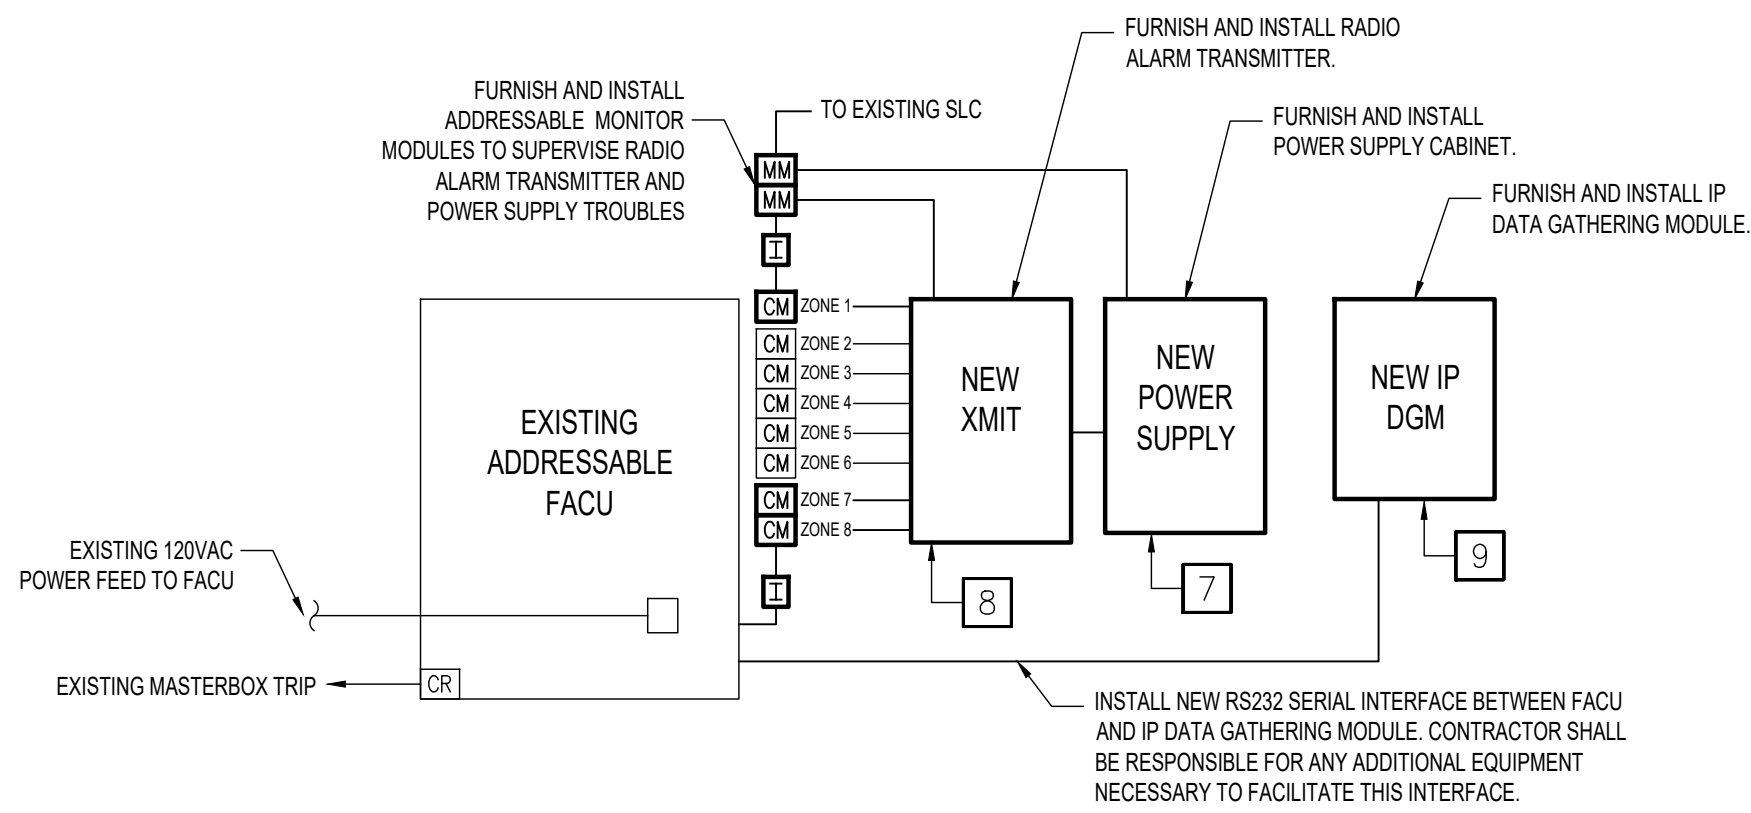 FURNISH AND INSTALL RADIO
ALARM TRANSMITTER.
FURNISH AND INSTALL
ADDRESSABLE MONITOR
MODULES TO SUPERVISE RADIO
ALARM TRANSMITTER AND
POWER SUPPLY TROUBLES
TO EXISTING SLC
FURNISH AND INSTALL
POWER SUPPLY CABINET.
FURNISH AND INSTALL IP
DATA GATHERING MODULE.
MM
MM
I
CM ZONE 1
CM ZONE 2
CM ZONE 3
CM ZONE 4
CM ZONE 5
CM ZONE 6
CM ZONE 7
CM ZONE 8
I
EXISTING
ADDRESSABLE
FACU
NEW
XMIT
NEW
POWER
SUPPLY
NEW IP
DGM
8
7
9
EXISTING 120VAC
POWER FEED TO FACU
EXISTING MASTERBOX TRIP
CR
INSTALL NEW RS232 SERIAL INTERFACE BETWEEN FACU
AND IP DATA GATHERING MODULE. CONTRACTOR SHALL
BE RESPONSIBLE FOR ANY ADDITIONAL EQUIPMENT
NECESSARY TO FACILITATE THIS INTERFACE.